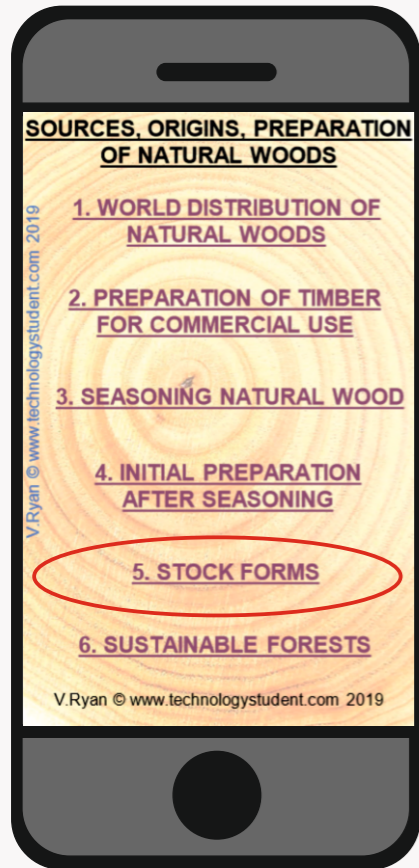 SOURCES, ORIGINS, PREPARATION
OF NATURAL WOODS
1. WORLD DISTRIBUTION OF
NATURAL WOODS
2. PREPARATION OF TIMBER
FOR COMMERCIAL USE
3. SEASONING NATURAL WOOD
4. INITIAL PREPARATION
AFTER SEASONING
5. STOCK FORMS
6. SUSTAINABLE FORESTS
V.Ryan © www.technologystudent.com 2019
V.Ryan © www.technologystudent.com 2019